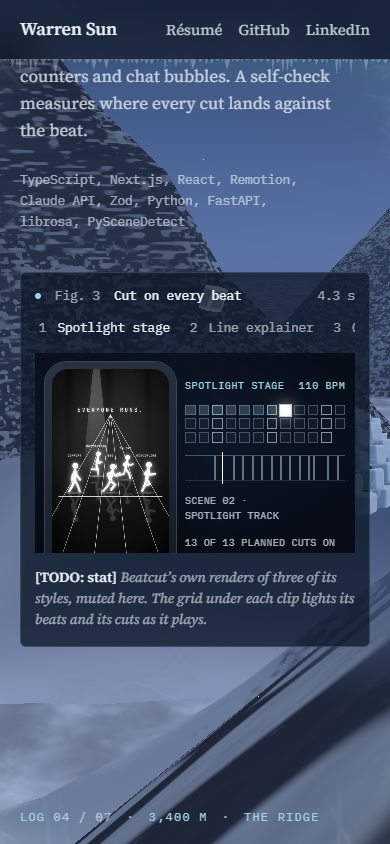 Warren Sun Résumé GitHub LinkedIn
counters and chat bubbles. A self-check
measures where every cut lands against
the beat.
TypeScript, Next.js, React, Remotion,
Claude API, Zod, Python, FastAPI,
librosa, PySceneDetect
Fig. 3 Cut on every beat 4.3 s
1 Spotlight stage 2 Line explainer 3
EVERYONE RUNS.
SPOTLIGHT STAGE 110 BPM
SCENE 02 ·
SPOTLIGHT TRACK
13 OF 13 PLANNED CUTS ON
[TODO: stat] Beatcut’s own renders of three of its
styles, muted here. The grid under each clip lights its
beats and its cuts as it plays.
LOG 04 / 07 · 3,400 M · THE RIDGE